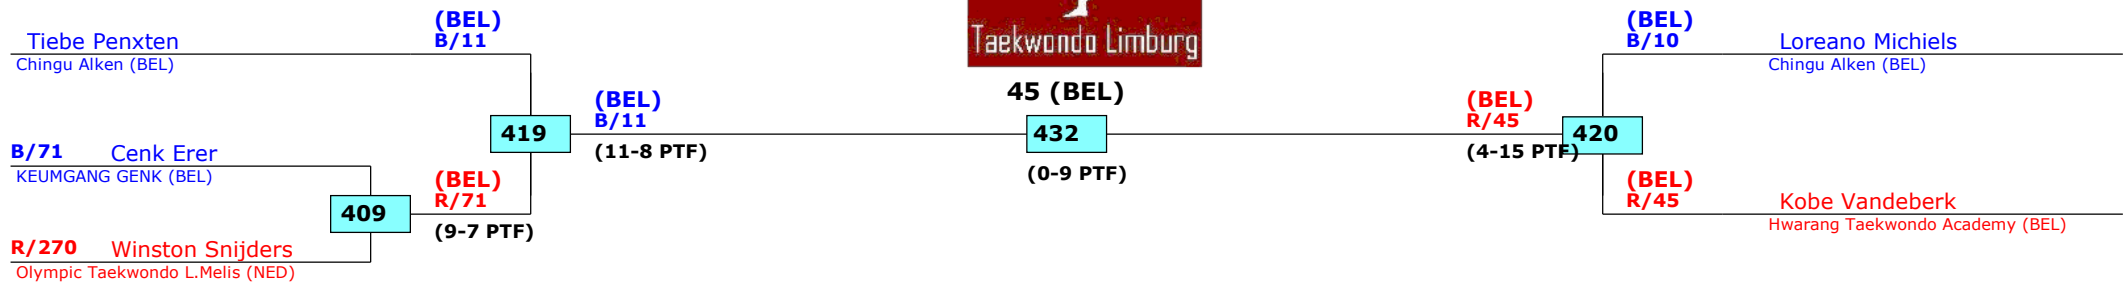 Tiebe Penxten
Chingu Alken (BEL)
(BEL)
B/11
B/71 Cenk Erer
KEUMGANG GENK (BEL)
R/270 Winston Snijders
Olympic Taekwondo L.Melis (NED)
409
(BEL)
R/71
(9-7 PTF)
419
(BEL)
B/11
(11-8 PTF)
Taekwondo Limburg
45 (BEL)
432
(0-9 PTF)
(BEL)
R/45
(4-15 PTF)
420
(BEL)
B/10
Loreano Michiels
Chingu Alken (BEL)
(BEL)
R/45
Kobe Vandeberk
Hwarang Taekwondo Academy (BEL)